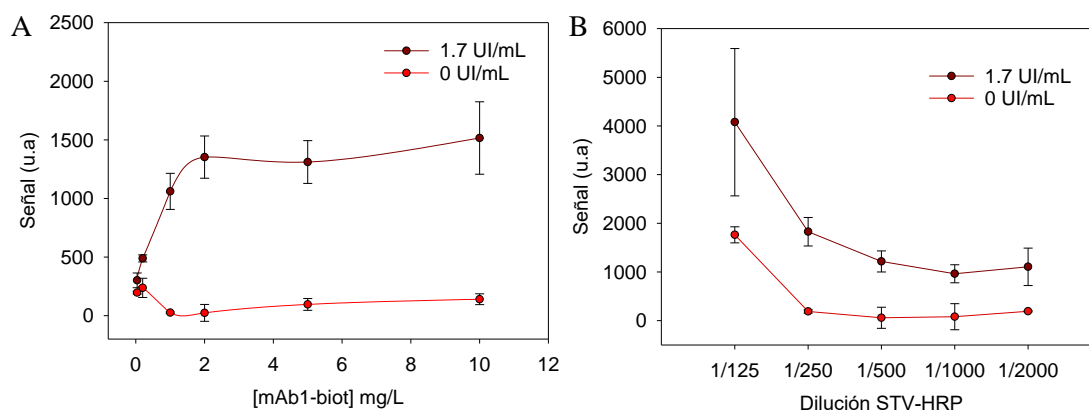 A
2500
2000
1500
1000
500
0
Señal (u.a)
1.7 UI/mL
0 UI/mL
0 2 4 6 8 10 12
[mAb1-biot] mg/L
B
6000
5000
4000
3000
2000
1000
0
Señal (u.a)
1.7 UI/mL
0 UI/mL
1/125 1/250 1/500 1/1000 1/2000
Dilución STV-HRP